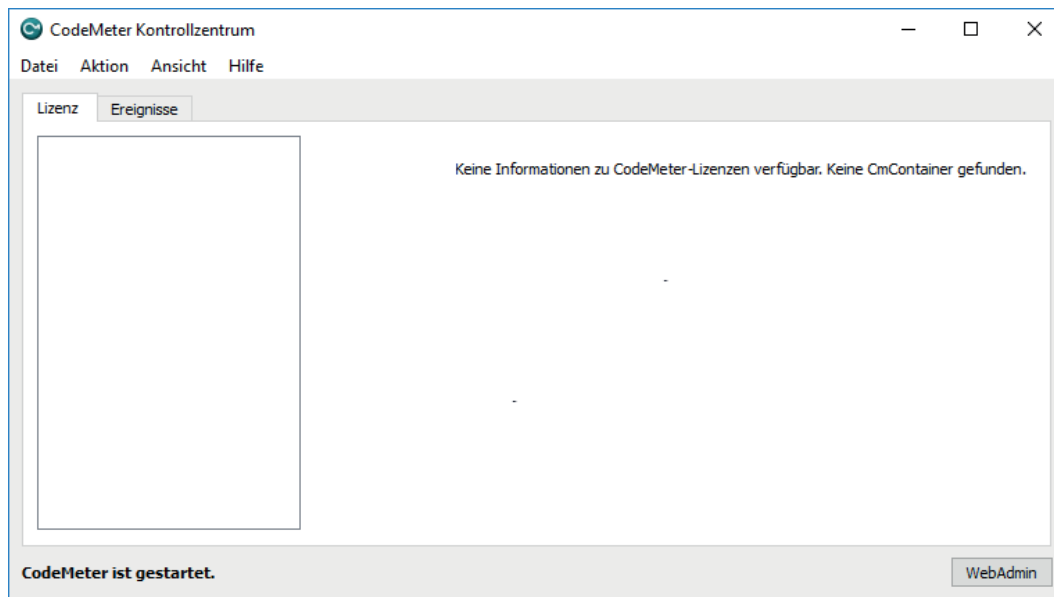 CodeMeter Kontrollzentrum
Datei Aktion Ansicht Hilfe
Lizenz Ereignisse
Keine Informationen zu CodeMeter-Lizenzen verfügbar. Keine CmContainer gefunden.
-
-
CodeMeter ist gestartet. WebAdmin